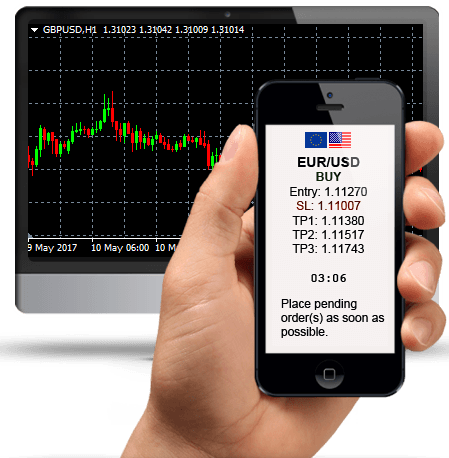 GBPUSD,H1 1.31023 1.31042 1.31009 1.31014
9 May 2017 10 May 06:00 10 M
EUR/USD
BUY
Entry: 1.11270
SL: 1.11007
TP1: 1.11380
TP2: 1.11517
TP3: 1.11743
03:06
Place pending
order(s) as soon as
possible.